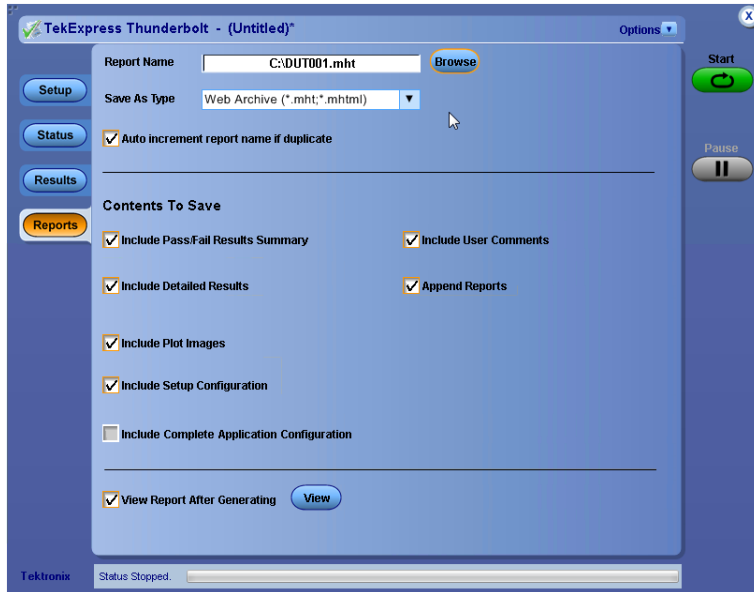 TekExpress Thunderbolt - (Untitled)*
Options
x
Report Name
C:\DUT001.mht
Browse
Start
Setup
Save As Type
Web Archive (*.mht;*.mhtml)
Status
Auto increment report name if duplicate
Pause
Results
Contents To Save
Reports
Include Pass/Fail Results Summary
Include User Comments
Include Detailed Results
Append Reports
Include Plot Images
Include Setup Configuration
Include Complete Application Configuration
View Report After Generating
View
Tektronix
Status Stopped.